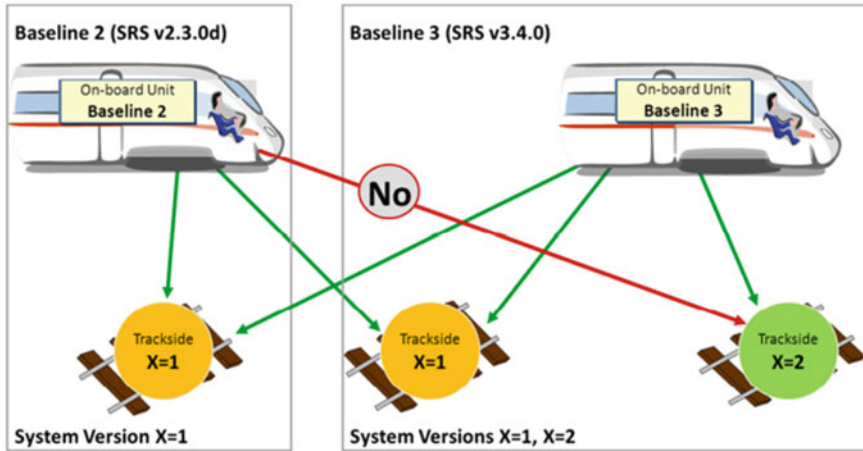 Baseline 2 (SRS v2.3.0d)
On-board Unit
Baseline 2
Trackside
X=1
System Version X=1
No
Baseline 3 (SRS v3.4.0)
On-board Unit
Baseline 3
Trackside
X=1
Trackside
X=2
System Versions X=1, X=2